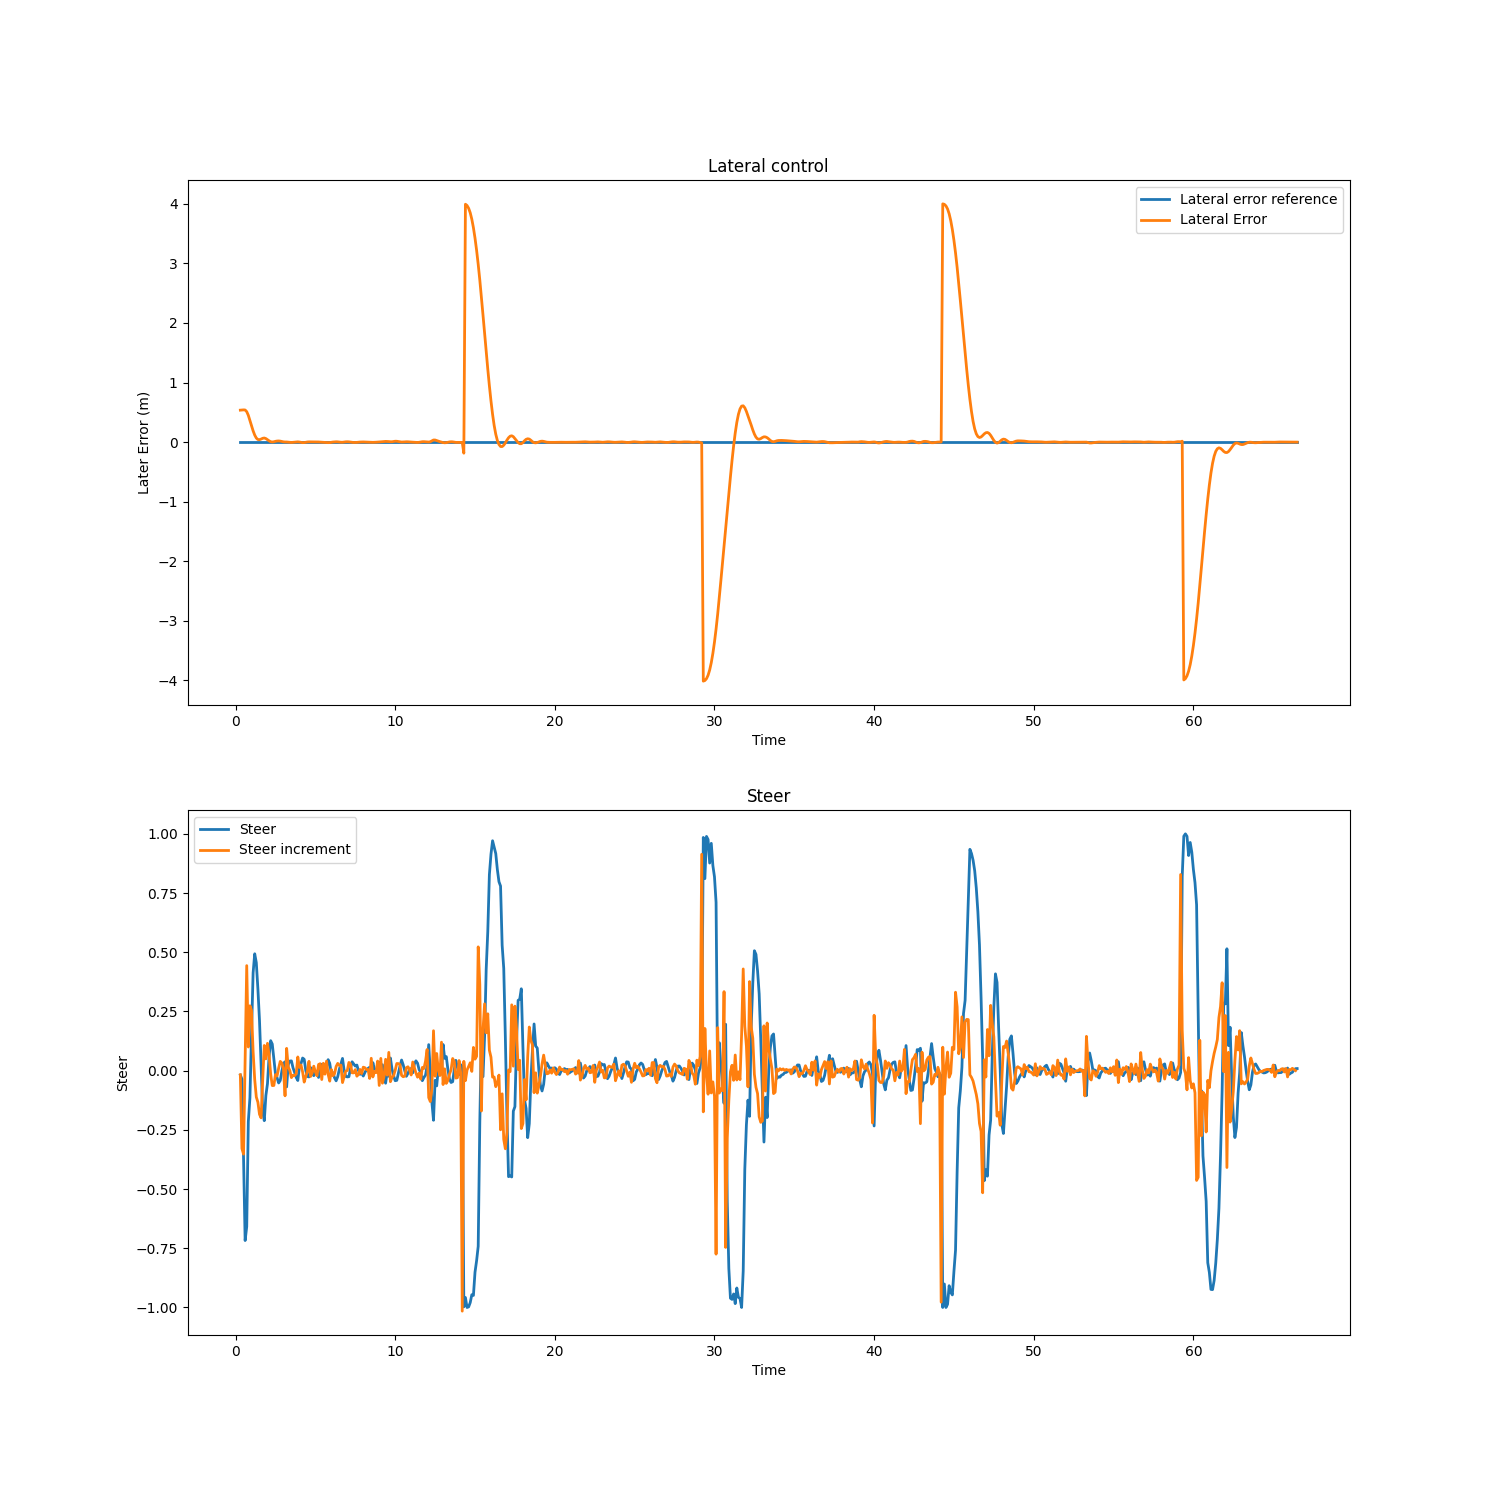 Lateral control
Lateral error reference
Lateral Error
4
3
2
1
0
−1
−2
−3
−4
Later Error (m)
0 10 20 30 40 50 60
Time
Steer
Steer
Steer increment
1.00
0.75
0.50
0.25
0.00
−0.25
−0.50
−0.75
−1.00
Steer
0 10 20 30 40 50 60
Time